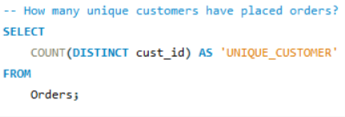 -- How many unique customers have placed orders?
SELECT
COUNT(DISTINCT cust_id) AS 'UNIQUE_CUSTOMER'
FROM
Orders;